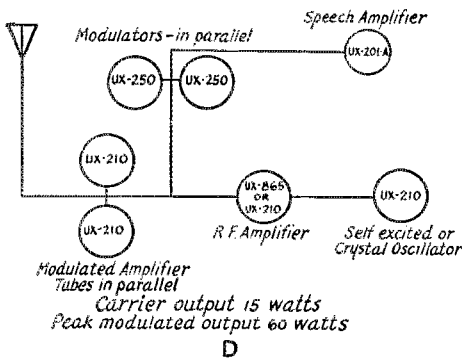 Speech Amplifier
Modulators-in parallel
UX-201-A
UX-250
UX-250
UX-210
UX-865
OR
UX-210
UX-210
UX-210
R F. Amplifier
Self excited or
Crystal Oscillator
Modulated Amplifier
Tubes in parallel
Carrier output 15 watts
Peak modulated output 60 watts
D